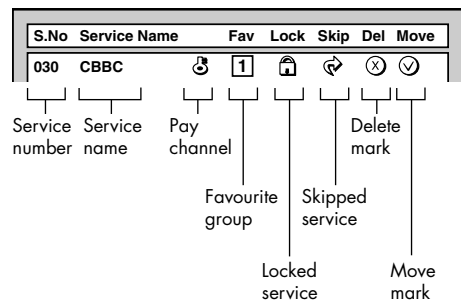 S.No Service Name Fav Lock Skip Del Move
030 CBBC 1 X
Service number
Service name
Pay channel
Delete mark
Favourite group
Skipped service
Locked service
Move mark